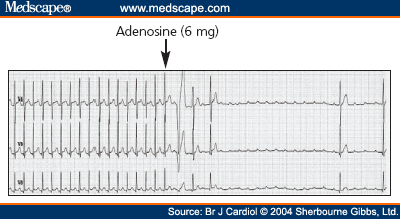 Medscape® www.medscape.com
Adenosine (6 mg)
Source: Br J Cardiol © 2004 Sherbourne Gibbs, Ltd.